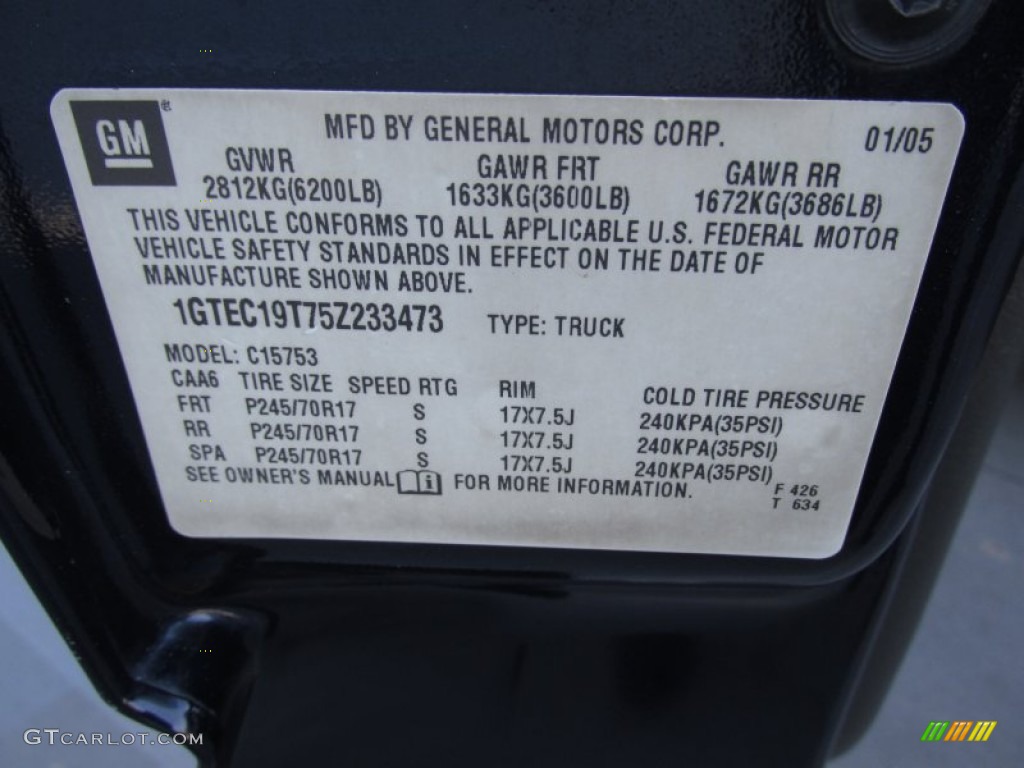 GM
MFD BY GENERAL MOTORS CORP. 01/05
GVWR GAWR FRT GAWR RR
2812KG(6200LB) 1633KG(3600LB) 1672KG(3686LB)
THIS VEHICLE CONFORMS TO ALL APPLICABLE U.S. FEDERAL MOTOR
VEHICLE SAFETY STANDARDS IN EFFECT ON THE DATE OF
MANUFACTURE SHOWN ABOVE.
1GTEC19T75Z233473 TYPE: TRUCK
MODEL: C15753
CAA6 TIRE SIZE SPEED RTG RIM COLD TIRE PRESSURE
FRT P245/70R17 S 17X7.5J 240KPA(35PSI)
RR P245/70R17 S 17X7.5J 240KPA(35PSI)
SPA P245/70R17 S 17X7.5J 240KPA(35PSI)
SEE OWNER'S MANUAL i FOR MORE INFORMATION.
F 426
T 634
GTCARLOT.COM